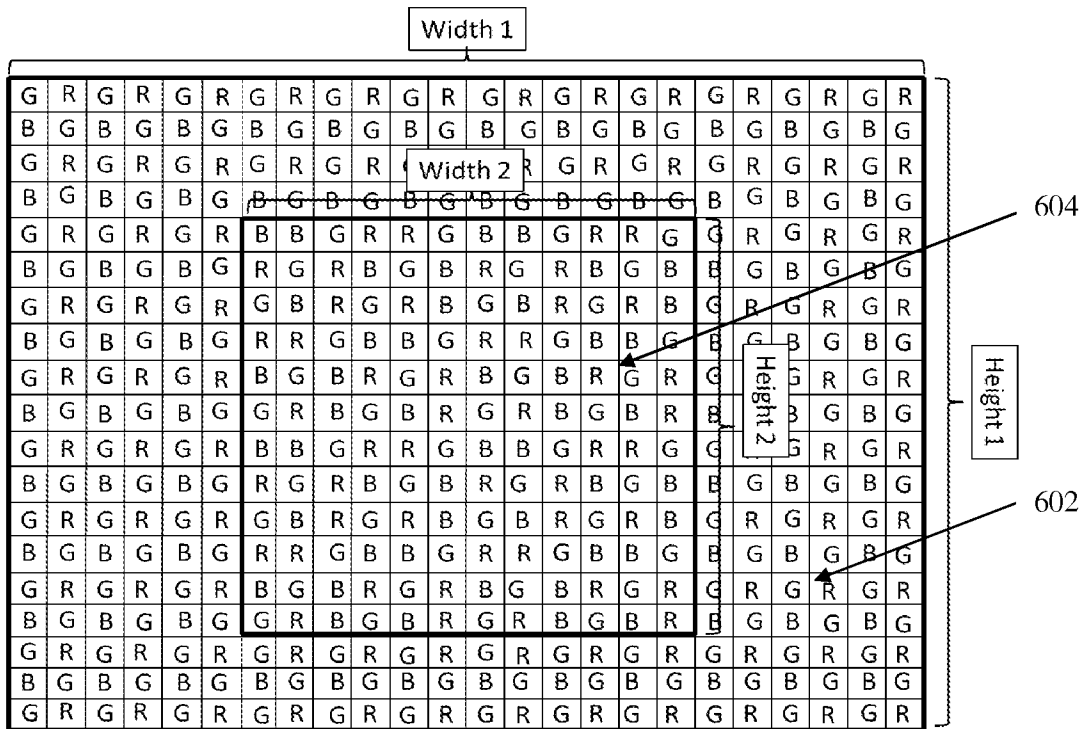 Width 1
G R G R G R G R G R G R G R G R G R G R G R G R
B G B G B G B G B G B G B G B G B G B G B G B G
G R G R G R G R G R R G R G R G R G R G R
Width 2
B G B G B G B G B G B G B G B G B G B G B G B G
G R G R G R B B G R R G B B G R R G G R G R G R
B G B G B G R G R B G B R G R B G B B G B G B G
G R G R G R G B R G R B G B R G R B G R G R G R
B G B G B G R R G B B G R R G B B G B G B G B G
G R G R G R B G B R G R B G B R G R G G R G R
B G B G B G G R B G B R G R B G B R B B G B G
G R G R G R B B G R R G B B G R R G G G R G R
B G B G B G R G R B G B R G R B G B B G B G B G
G R G R G R G B R G R B G B R G R B G R G R G R
B G B G B G R R G B B G R R G B B G B G B G B G
G R G R G R B G B R G R B G B R G R G R G R G R
B G B G B G G R B G B R G R B G B R B G B G B G
G R G R G R G R G R G R G R G R G R G R G R G R
B G B G B G B G B G B G B G B G B G B G B G B G
G R G R G R G R G R G R G R G R G R G R G R G R
Height 2
Height 1
604
602